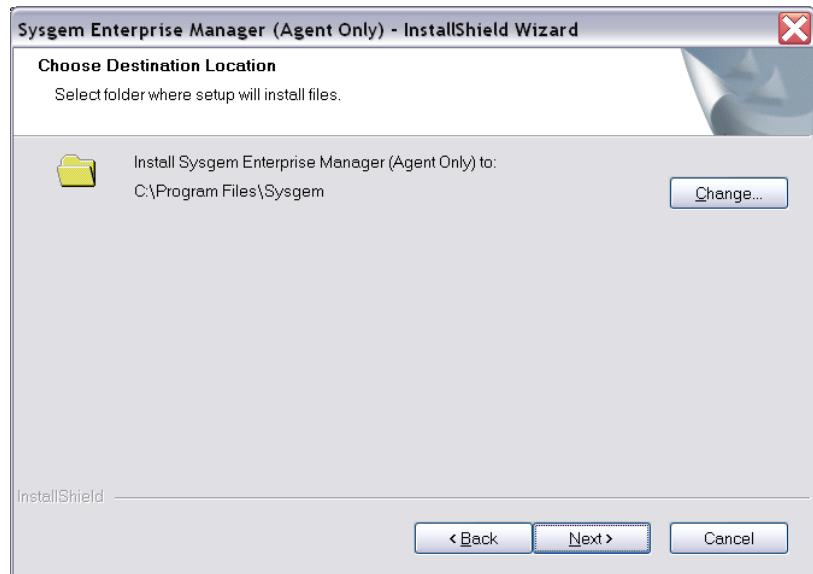 Sysgem Enterprise Manager (Agent Only) - InstallShield Wizard
Choose Destination Location
Select folder where setup will install files.
Install Sysgem Enterprise Manager (Agent Only) to:
C:\Program Files\Sysgem
Change...
InstallShield
< Back
Next >
Cancel